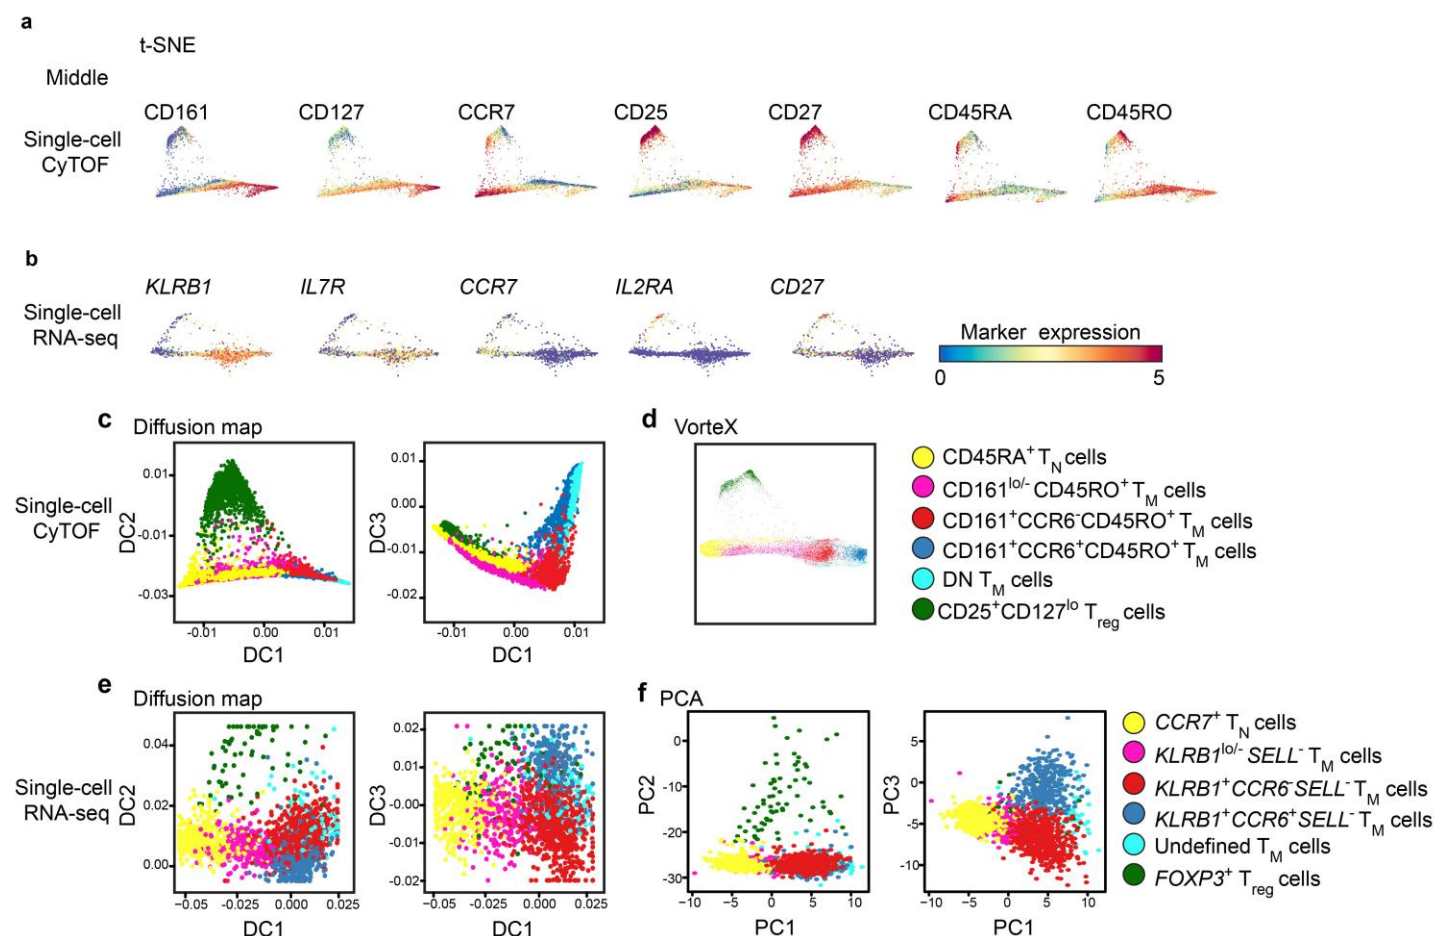 a
t-SNE
Middle
CD161 CD127 CCR7 CD25 CD27 CD45RA CD45RO
Single-cell
CyTOF
b
KLRB1 IL7R CCR7 IL2RA CD27
Single-cell
RNA-seq
Marker expression
0 5
c Diffusion map
d VorteX
Single-cell
CyTOF
DC2
0.01
-0.01
-0.03
-0.01 0.00 0.01
DC1
DC3
0.01
0.00
-0.01
-0.02
-0.01 0.00 0.01
DC1
CD45RA+ TN cells
CD161lo/- CD45RO+ TM cells
CD161+CCR6-CD45RO+ TM cells
CD161+CCR6+CD45RO+ TM cells
DN TM cells
CD25+CD127lo Treg cells
e Diffusion map
f PCA
Single-cell
RNA-seq
DC2
0.04
0.02
0.00
−0.05 −0.025 0.000 0.025
DC1
DC3
0.02
0.01
-0.00
-0.01
-0.02
−0.05 −0.025 0.000 0.025
DC1
PC2
0
-10
-20
-30
−10 −5 0 5 10
PC1
PC3
5
0
-5
-10
−10 −5 0 5 10
PC1
CCR7+ TN cells
KLRB1lo/- SELL- TM cells
KLRB1+CCR6-SELL- TM cells
KLRB1+CCR6+SELL- TM cells
Undefined TM cells
FOXP3+ Treg cells